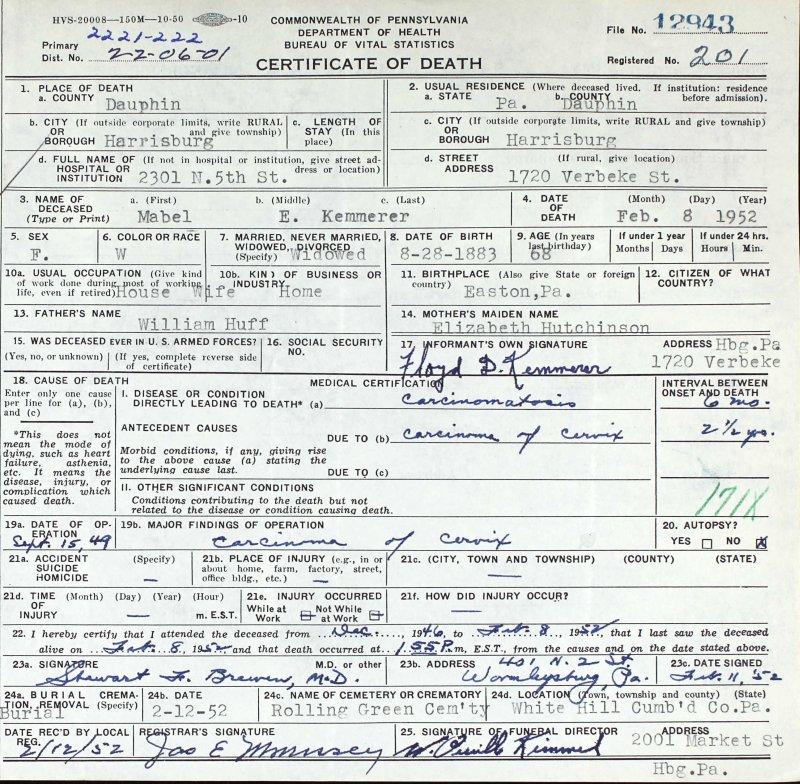 HVS-20008—150M—10-50 -10
COMMONWEALTH OF PENNSYLVANIA
DEPARTMENT OF HEALTH
BUREAU OF VITAL STATISTICS
CERTIFICATE OF DEATH
2221-222
Primary
Dist. No. 22-06-01
File No. 12943
Registered No. 201
1. PLACE OF DEATH
a. COUNTY Dauphin
2. USUAL RESIDENCE (Where deceased lived. If institution: residence before admission).
a. STATE Pa. b. COUNTY Dauphin
b. CITY (If outside corporate limits, write RURAL
OR and give township)
BOROUGH Harrisburg
c. LENGTH OF
STAY (In this
place)
c. CITY (If outside corporate limits, write RURAL and give township)
OR
BOROUGH Harrisburg
d. FULL NAME OF (If not in hospital or institution, give street ad-
HOSPITAL OR dress or location)
INSTITUTION 2301 N.5th St.
d. STREET (If rural, give location)
ADDRESS 1720 Verbeke St.
3. NAME OF a. (First) b. (Middle) c. (Last)
DECEASED
(Type or Print) Mabel E. Kemmerer
4. DATE (Month) (Day) (Year)
OF
DEATH Feb. 8 1952
5. SEX
F.
6. COLOR OR RACE
W
7. MARRIED, NEVER MARRIED,
WIDOWED, DIVORCED
(Specify) Widowed
8. DATE OF BIRTH
8-28-1883
9. AGE (In years
last birthday)
68
If under 1 year
Months Days
If under 24 hrs.
Hours Min.
10a. USUAL OCCUPATION (Give kind
of work done during most of working
life, even if retired) House Wife
10b. KIND OF BUSINESS OR
INDUSTRY
Home
11. BIRTHPLACE (Also give State or foreign
country)
Easton,Pa.
12. CITIZEN OF WHAT
COUNTRY?
13. FATHER'S NAME
William Huff
14. MOTHER'S MAIDEN NAME
Elizabeth Hutchinson
15. WAS DECEASED EVER IN U. S. ARMED FORCES?
(Yes, no, or unknown) (If yes, complete reverse side
of certificate)
16. SOCIAL SECURITY
NO.
17. INFORMANT'S OWN SIGNATURE
Floyd D. Kemmerer
ADDRESS Hbg.Pa
1720 Verbeke
18. CAUSE OF DEATH
Enter only one cause
per line for (a), (b),
and (c)
*This does not
mean the mode of
dying, such as heart
failure, asthenia,
etc. It means the
disease, injury, or
complication which
caused death.
MEDICAL CERTIFICATION
I. DISEASE OR CONDITION
DIRECTLY LEADING TO DEATH* (a) carcinomatosis
ANTECEDENT CAUSES
DUE TO (b) carcinoma of cervix
Morbid conditions, if any, giving rise
to the above cause (a) stating the
underlying cause last.
DUE TO (c)
II. OTHER SIGNIFICANT CONDITIONS
Conditions contributing to the death but not
related to the disease or condition causing death.
INTERVAL BETWEEN
ONSET AND DEATH
6 mo.
2 1/2 yrs.
171X
19a. DATE OF OP-
ERATION
Sept. 15, 49
19b. MAJOR FINDINGS OF OPERATION
carcinoma of cervix
20. AUTOPSY?
YES NO X
21a. ACCIDENT (Specify)
SUICIDE
HOMICIDE —
21b. PLACE OF INJURY (e.g., in or
about home, farm, factory, street,
office bldg., etc.) —
21c. (CITY, TOWN AND TOWNSHIP) (COUNTY) (STATE)
—
21d. TIME (Month) (Day) (Year) (Hour)
OF
INJURY — m. E.S.T.
21e. INJURY OCCURRED
While at Work Not While at Work
21f. HOW DID INJURY OCCUR?
—
22. I hereby certify that I attended the deceased from Dec., 1946, to Feb. 8, 1952, that I last saw the deceased
alive on Feb. 8, 1952 and that death occurred at 1:55P.m, E.S.T., from the causes and on the date stated above.
23a. SIGNATURE M.D. or other
Stewart F. Brewen, M.D.
23b. ADDRESS 401 N. 2 St.
Wormleysburg, Pa.
23c. DATE SIGNED
Feb. 11, 52
24a. BURIAL CREMA-
TION, REMOVAL (Specify)
Burial
24b. DATE
2-12-52
24c. NAME OF CEMETERY OR CREMATORY
Rolling Green Cem'ty
24d. LOCATION (Town, township and county) (State)
White Hill Cumb'd Co.Pa.
DATE REC'D BY LOCAL
REG. 2/12/52
REGISTRAR'S SIGNATURE
25. SIGNATURE OF FUNERAL DIRECTOR
ADDRESS
2001 Market St
Hbg.Pa.